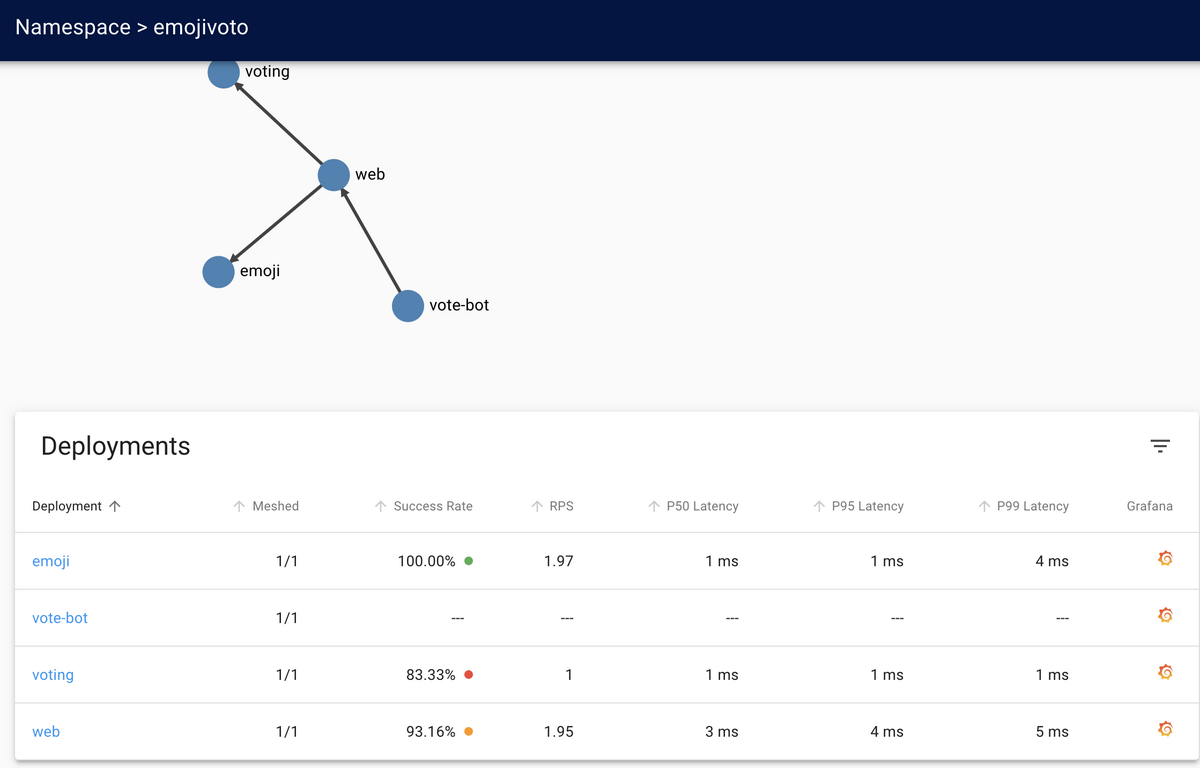 Namespace > emojivoto
voting
web
emoji
vote-bot
Deployments
Deployment Meshed Success Rate RPS P50 Latency P95 Latency P99 Latency Grafana
emoji 1/1 100.00% 1.97 1 ms 1 ms 4 ms
vote-bot 1/1 --- --- --- --- ---
voting 1/1 83.33% 1 1 ms 1 ms 1 ms
web 1/1 93.16% 1.95 3 ms 4 ms 5 ms